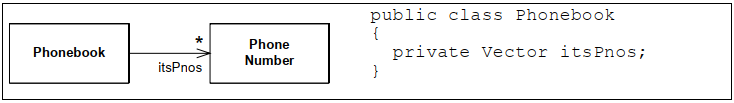 Phonebook
*
itsPnos
Phone
Number
public class Phonebook
{
  private Vector itsPnos;
}